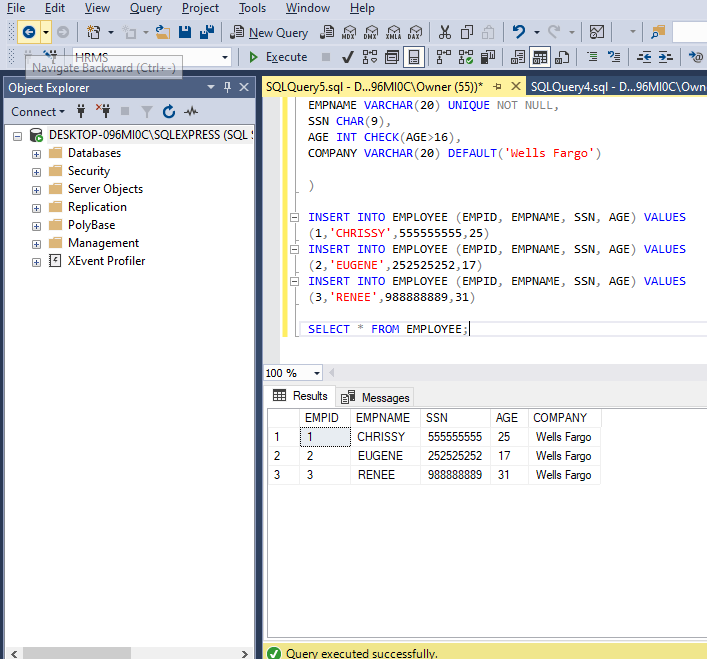 File Edit View Query Project Tools Window Help
New Query MDX DMX XMLA DAX
HRMS Execute
Navigate Backward (Ctrl+-)
Object Explorer
Connect
DESKTOP-096MI0C\SQLEXPRESS (SQL S
Databases
Security
Server Objects
Replication
PolyBase
Management
XEvent Profiler
SQLQuery5.sql - D...96MI0C\Owner (55))* SQLQuery4.sql - D...96MI0C\Own
EMPNAME VARCHAR(20) UNIQUE NOT NULL,
SSN CHAR(9),
AGE INT CHECK(AGE>16),
COMPANY VARCHAR(20) DEFAULT('Wells Fargo')
)
INSERT INTO EMPLOYEE (EMPID, EMPNAME, SSN, AGE) VALUES
(1,'CHRISSY',555555555,25)
INSERT INTO EMPLOYEE (EMPID, EMPNAME, SSN, AGE) VALUES
(2,'EUGENE',252525252,17)
INSERT INTO EMPLOYEE (EMPID, EMPNAME, SSN, AGE) VALUES
(3,'RENEE',988888889,31)
SELECT * FROM EMPLOYEE;
100 %
Results Messages
EMPID EMPNAME SSN AGE COMPANY
1 1 CHRISSY 555555555 25 Wells Fargo
2 2 EUGENE 252525252 17 Wells Fargo
3 3 RENEE 988888889 31 Wells Fargo
Query executed successfully.